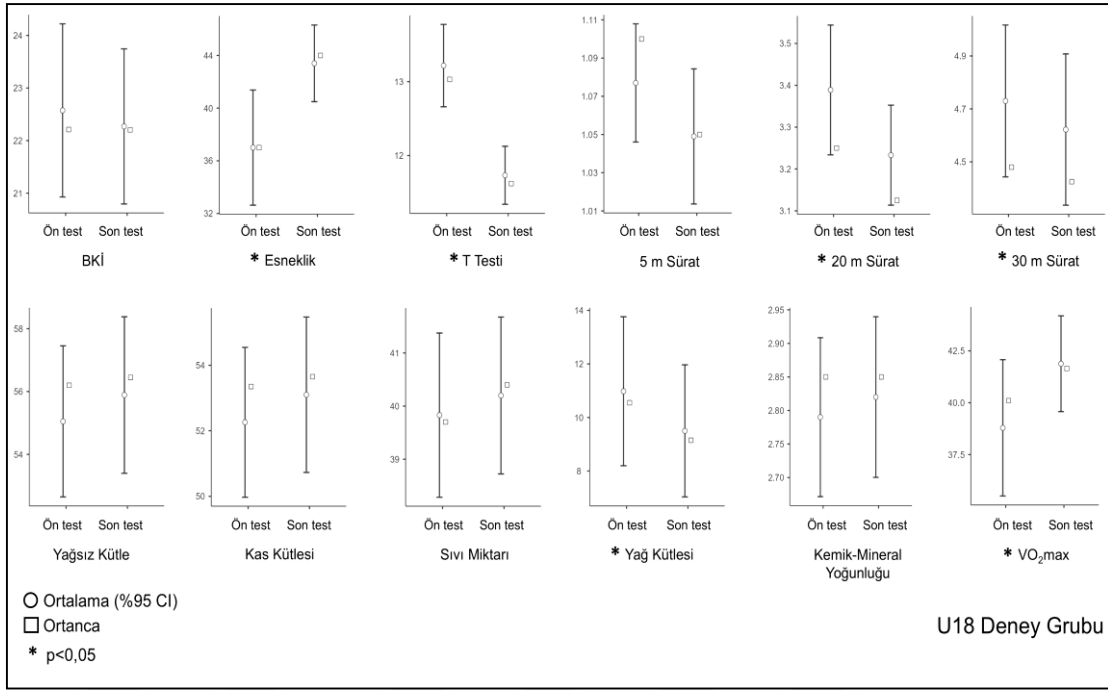 24
23
22
21
Ön test Son test
BKİ
44
40
36
32
Ön test Son test
* Esneklik
13
12
Ön test Son test
* T Testi
1.11
1.09
1.07
1.05
1.03
1.01
Ön test Son test
5 m Sürat
3.5
3.4
3.3
3.2
3.1
Ön test Son test
* 20 m Sürat
4.9
4.7
4.5
Ön test Son test
* 30 m Sürat
58
56
54
Ön test Son test
Yağsız Kütle
54
52
50
Ön test Son test
Kas Kütlesi
41
40
39
Ön test Son test
Sıvı Miktarı
14
12
10
8
Ön test Son test
* Yağ Kütlesi
2.95
2.90
2.85
2.80
2.75
2.70
Ön test Son test
Kemik-Mineral
Yoğunluğu
42.5
40.0
37.5
Ön test Son test
* VO₂max
Ortalama (%95 CI)
Ortanca
* p<0,05
U18 Deney Grubu